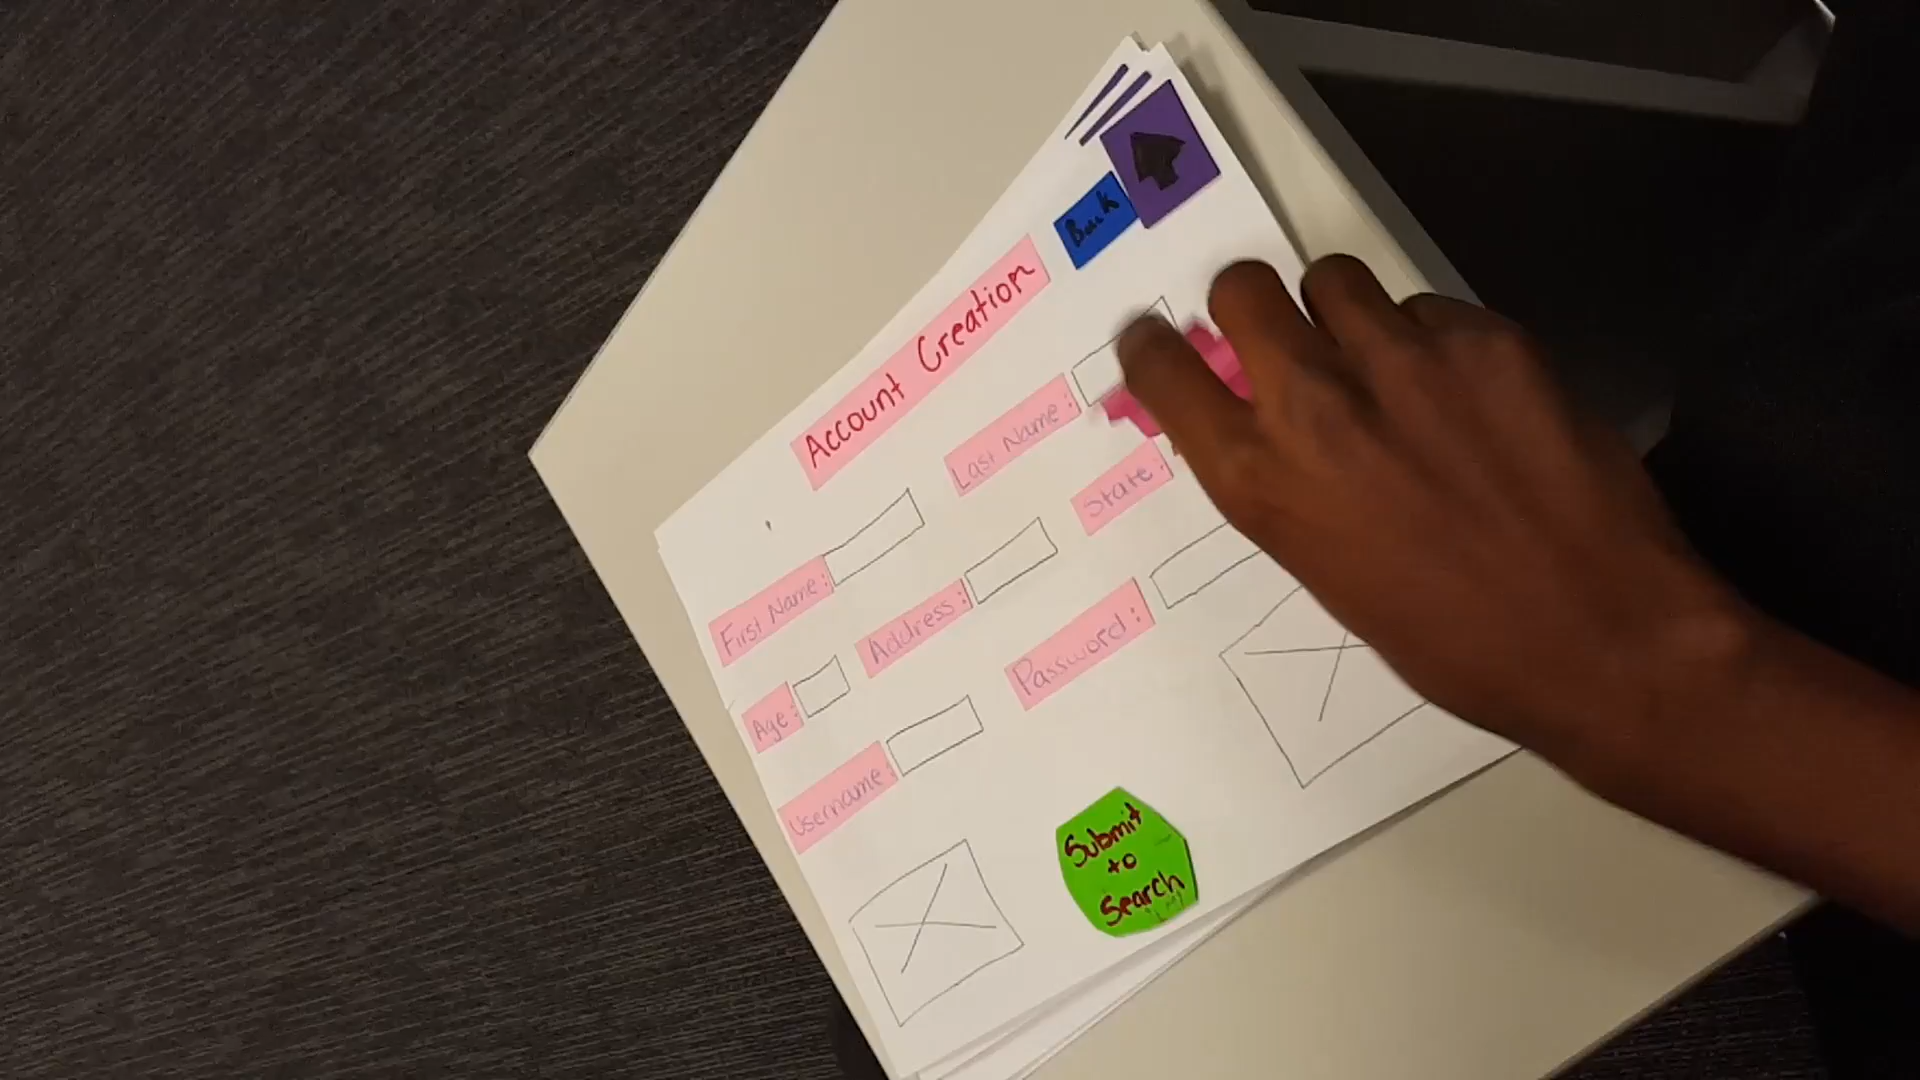 Back
Account Creation
First Name:
Last Name:
Age:
Address:
State:
Username:
Password:
Submit
to
Search